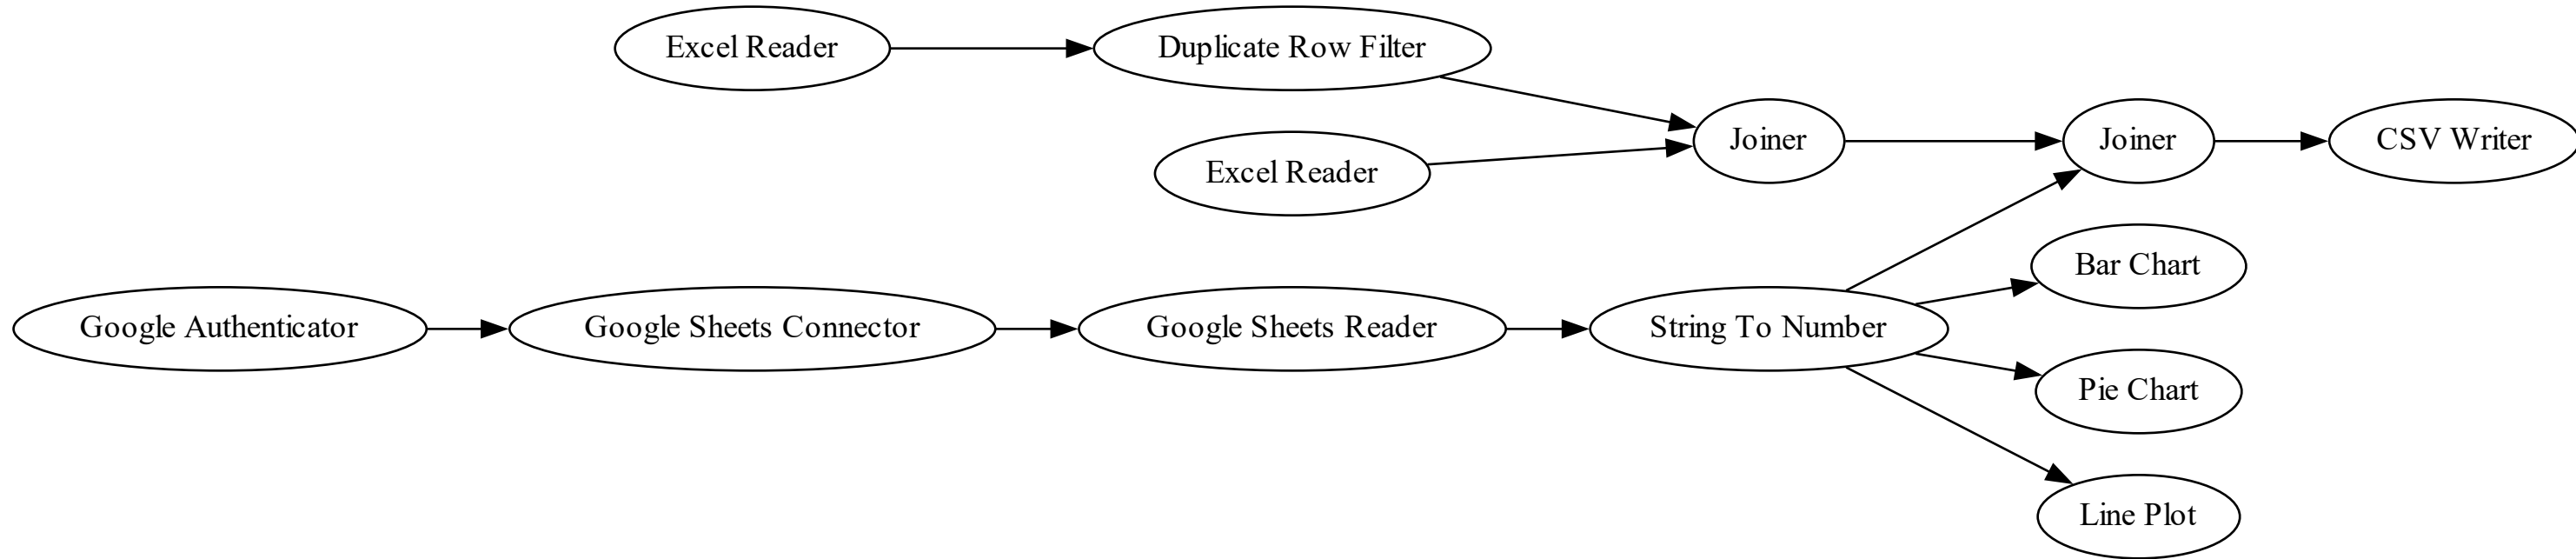 Excel Reader
Duplicate Row Filter
Joiner
Joiner
CSV Writer
Excel Reader
Bar Chart
Google Authenticator
Google Sheets Connector
Google Sheets Reader
String To Number
Pie Chart
Line Plot